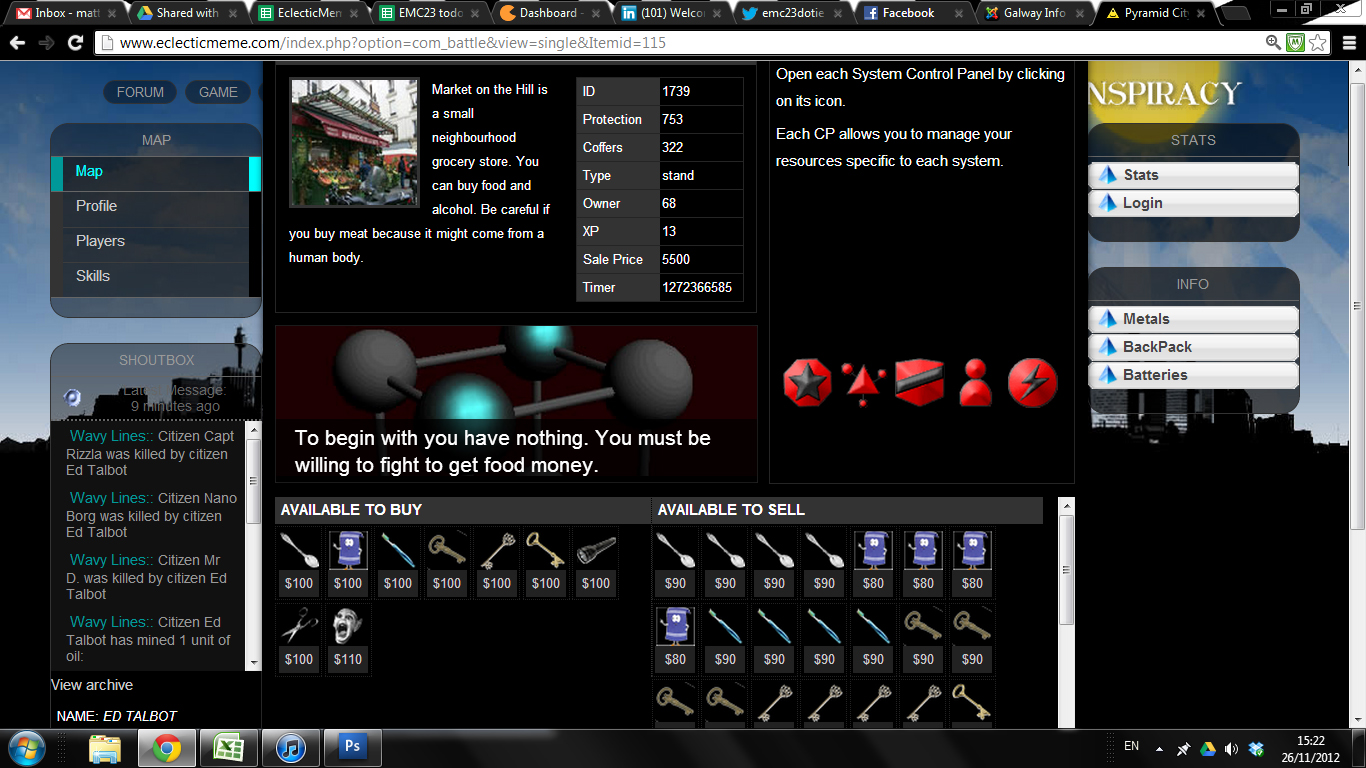 Inbox - mat
Shared with
EclecticMem
EMC23 todo
Dashboard -
(101) Welco
emc23dotie
Facebook
Galway Info
Pyramid City
www.eclecticmeme.com/index.php?option=com_battle&view=single&Itemid=115
FORUM
GAME
MAP
Map
Profile
Players
Skills
SHOUTBOX
Latest Message:
9 minutes ago
Wavy Lines:: Citizen Capt
Rizzla was killed by citizen
Ed Talbot
Wavy Lines:: Citizen Nano
Borg was killed by citizen
Ed Talbot
Wavy Lines:: Citizen Mr
D. was killed by citizen Ed
Talbot
Wavy Lines:: Citizen Ed
Talbot has mined 1 unit of
oil:
View archive
NAME: ED TALBOT
Market on the Hill is
a small
neighbourhood
grocery store. You
can buy food and
alcohol. Be careful if
you buy meat because it might come from a
human body.
ID 1739
Protection 753
Coffers 322
Type stand
Owner 68
XP 13
Sale Price 5500
Timer 1272366585
To begin with you have nothing. You must be
willing to fight to get food money.
Open each System Control Panel by clicking
on its icon.
Each CP allows you to manage your
resources specific to each system.
AVAILABLE TO BUY
$100 $100 $100 $100 $100 $100 $100
$100 $110
AVAILABLE TO SELL
$90 $90 $90 $90 $80 $80 $80
$80 $90 $90 $90 $90 $90 $90
NSPIRACY
STATS
Stats
Login
INFO
Metals
BackPack
Batteries
Ps
EN
15:22
26/11/2012